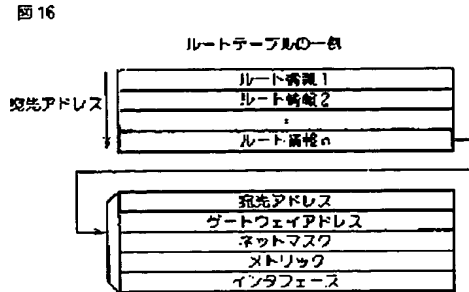 図16
ルートテーブルの一例
ルート情報1
ルート情報2
:
宛先アドレス
ルート情報n
宛先アドレス
ゲートウェイアドレス
ネットマスク
メトリック
インタフェース